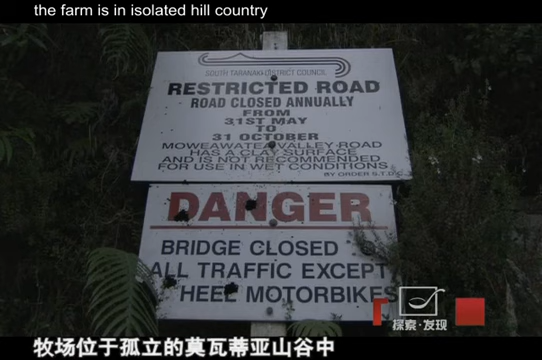 the farm is in isolated hill country
SOUTH TARANAKI DISTRICT COUNCIL
RESTRICTED ROAD
ROAD CLOSED ANNUALLY
FROM
31ST MAY
TO
31 OCTOBER
MOWEAWATEA VALLEY ROAD
HAS A CLAY SURFACE
AND IS NOT RECOMMENDED
FOR USE IN WET CONDITIONS
BY ORDER S.T.D.C.
DANGER
BRIDGE CLOSED
ALL TRAFFIC EXCEPT
HEEL MOTORBIKES
探索·发现
牧场位于孤立的莫瓦蒂亚山谷中